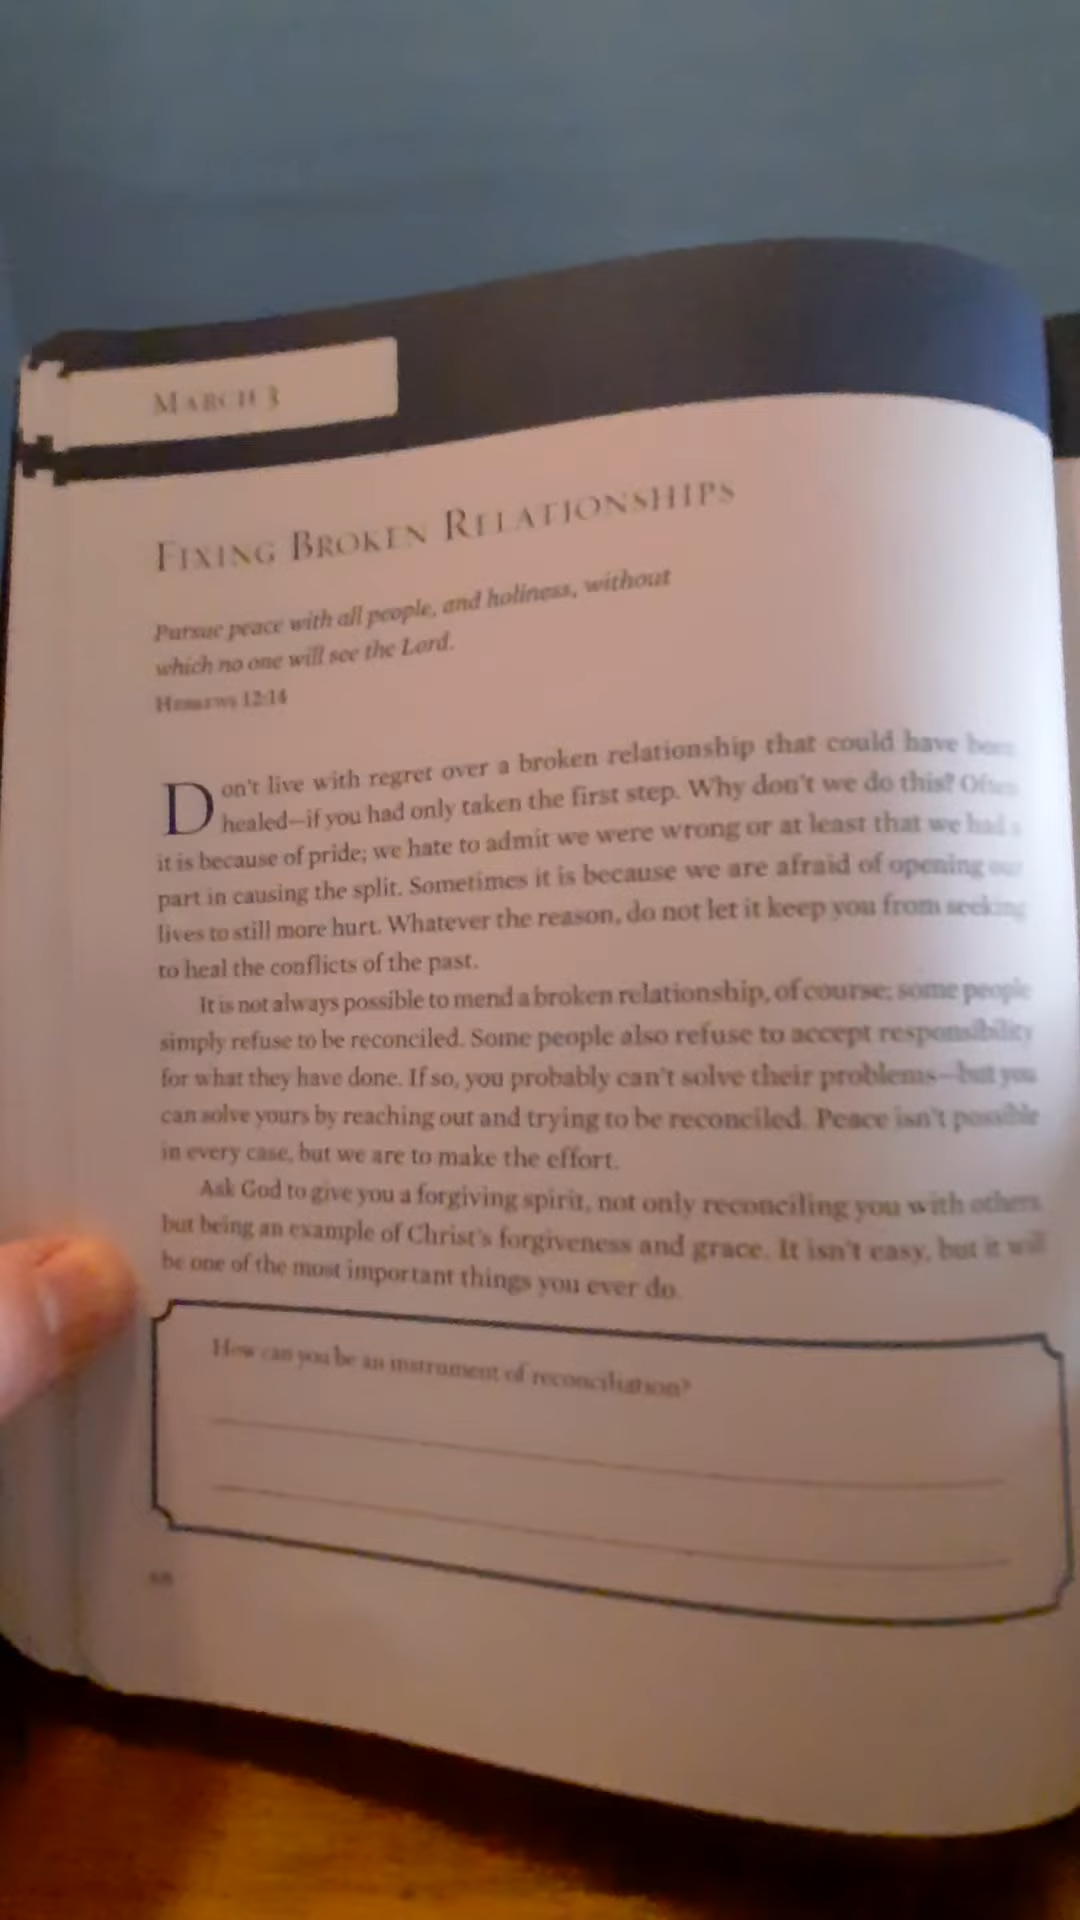 MARCH 3
FIXING BROKEN RELATIONSHIPS
Pursue peace with all people, and holiness, without
which no one will see the Lord.
HEBREWS 12:14
Don't live with regret over a broken relationship that could have been
healed—if you had only taken the first step. Why don't we do this? Often
it is because of pride; we hate to admit we were wrong or at least that we had a
part in causing the split. Sometimes it is because we are afraid of opening our
lives to still more hurt. Whatever the reason, do not let it keep you from seeking
to heal the conflicts of the past.
It is not always possible to mend a broken relationship, of course; some people
simply refuse to be reconciled. Some people also refuse to accept responsibility
for what they have done. If so, you probably can't solve their problems—but you
can solve yours by reaching out and trying to be reconciled. Peace isn't possible
in every case, but we are to make the effort.
Ask God to give you a forgiving spirit, not only reconciling you with others
but being an example of Christ's forgiveness and grace. It isn't easy, but it will
be one of the most important things you ever do.
How can you be an instrument of reconciliation?